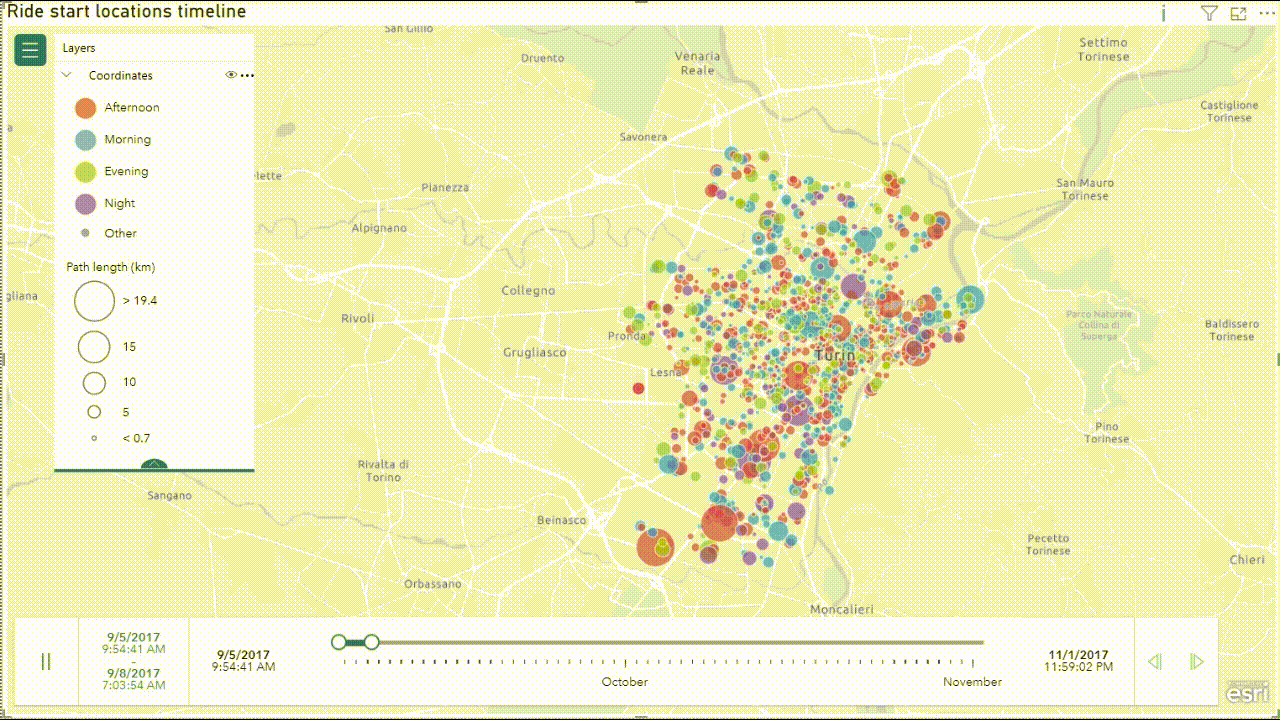 Ride start locations timeline
San Gillio
Settimo
Torinese
Layers
Druento
Venaria
Reale
Coordinates
Afternoon
Castiglione
Torinese
Morning
Savonera
Evening
Pianezza
San Mauro
Torinese
Night
Alpignano
Other
Path length (km)
Collegno
> 19.4
Rivoli
Parco Naturale
Collina di
Superga
Baldissero
Torinese
Pronda
15
Grugliasco
Turin
Lesna
10
5
Pino
Torinese
< 0.7
Rivalta di
Torino
Sangano
Beinasco
Pecetto
Torinese
Chieri
Orbassano
Moncalieri
9/5/2017
9:54:41 AM
-
9/8/2017
7:03:54 AM
9/5/2017
9:54:41 AM
October
November
11/1/2017
11:59:02 PM
esri